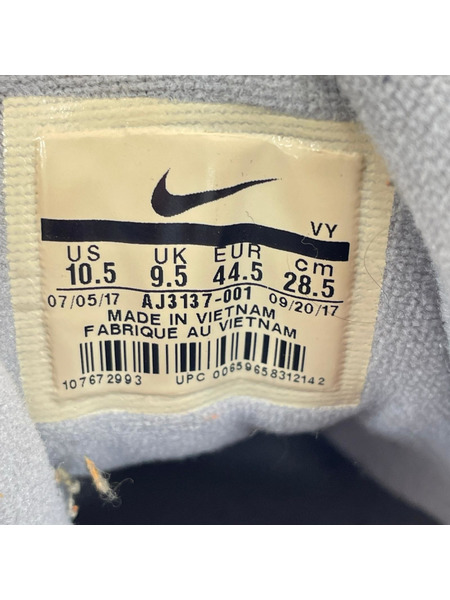 VY
US UK EUR cm
10.5 9.5 44.5 28.5
07/05/17 AJ3137-001 09/20/17
MADE IN VIETNAM
FABRIQUE AU VIETNAM
107672993 UPC 00659658312142